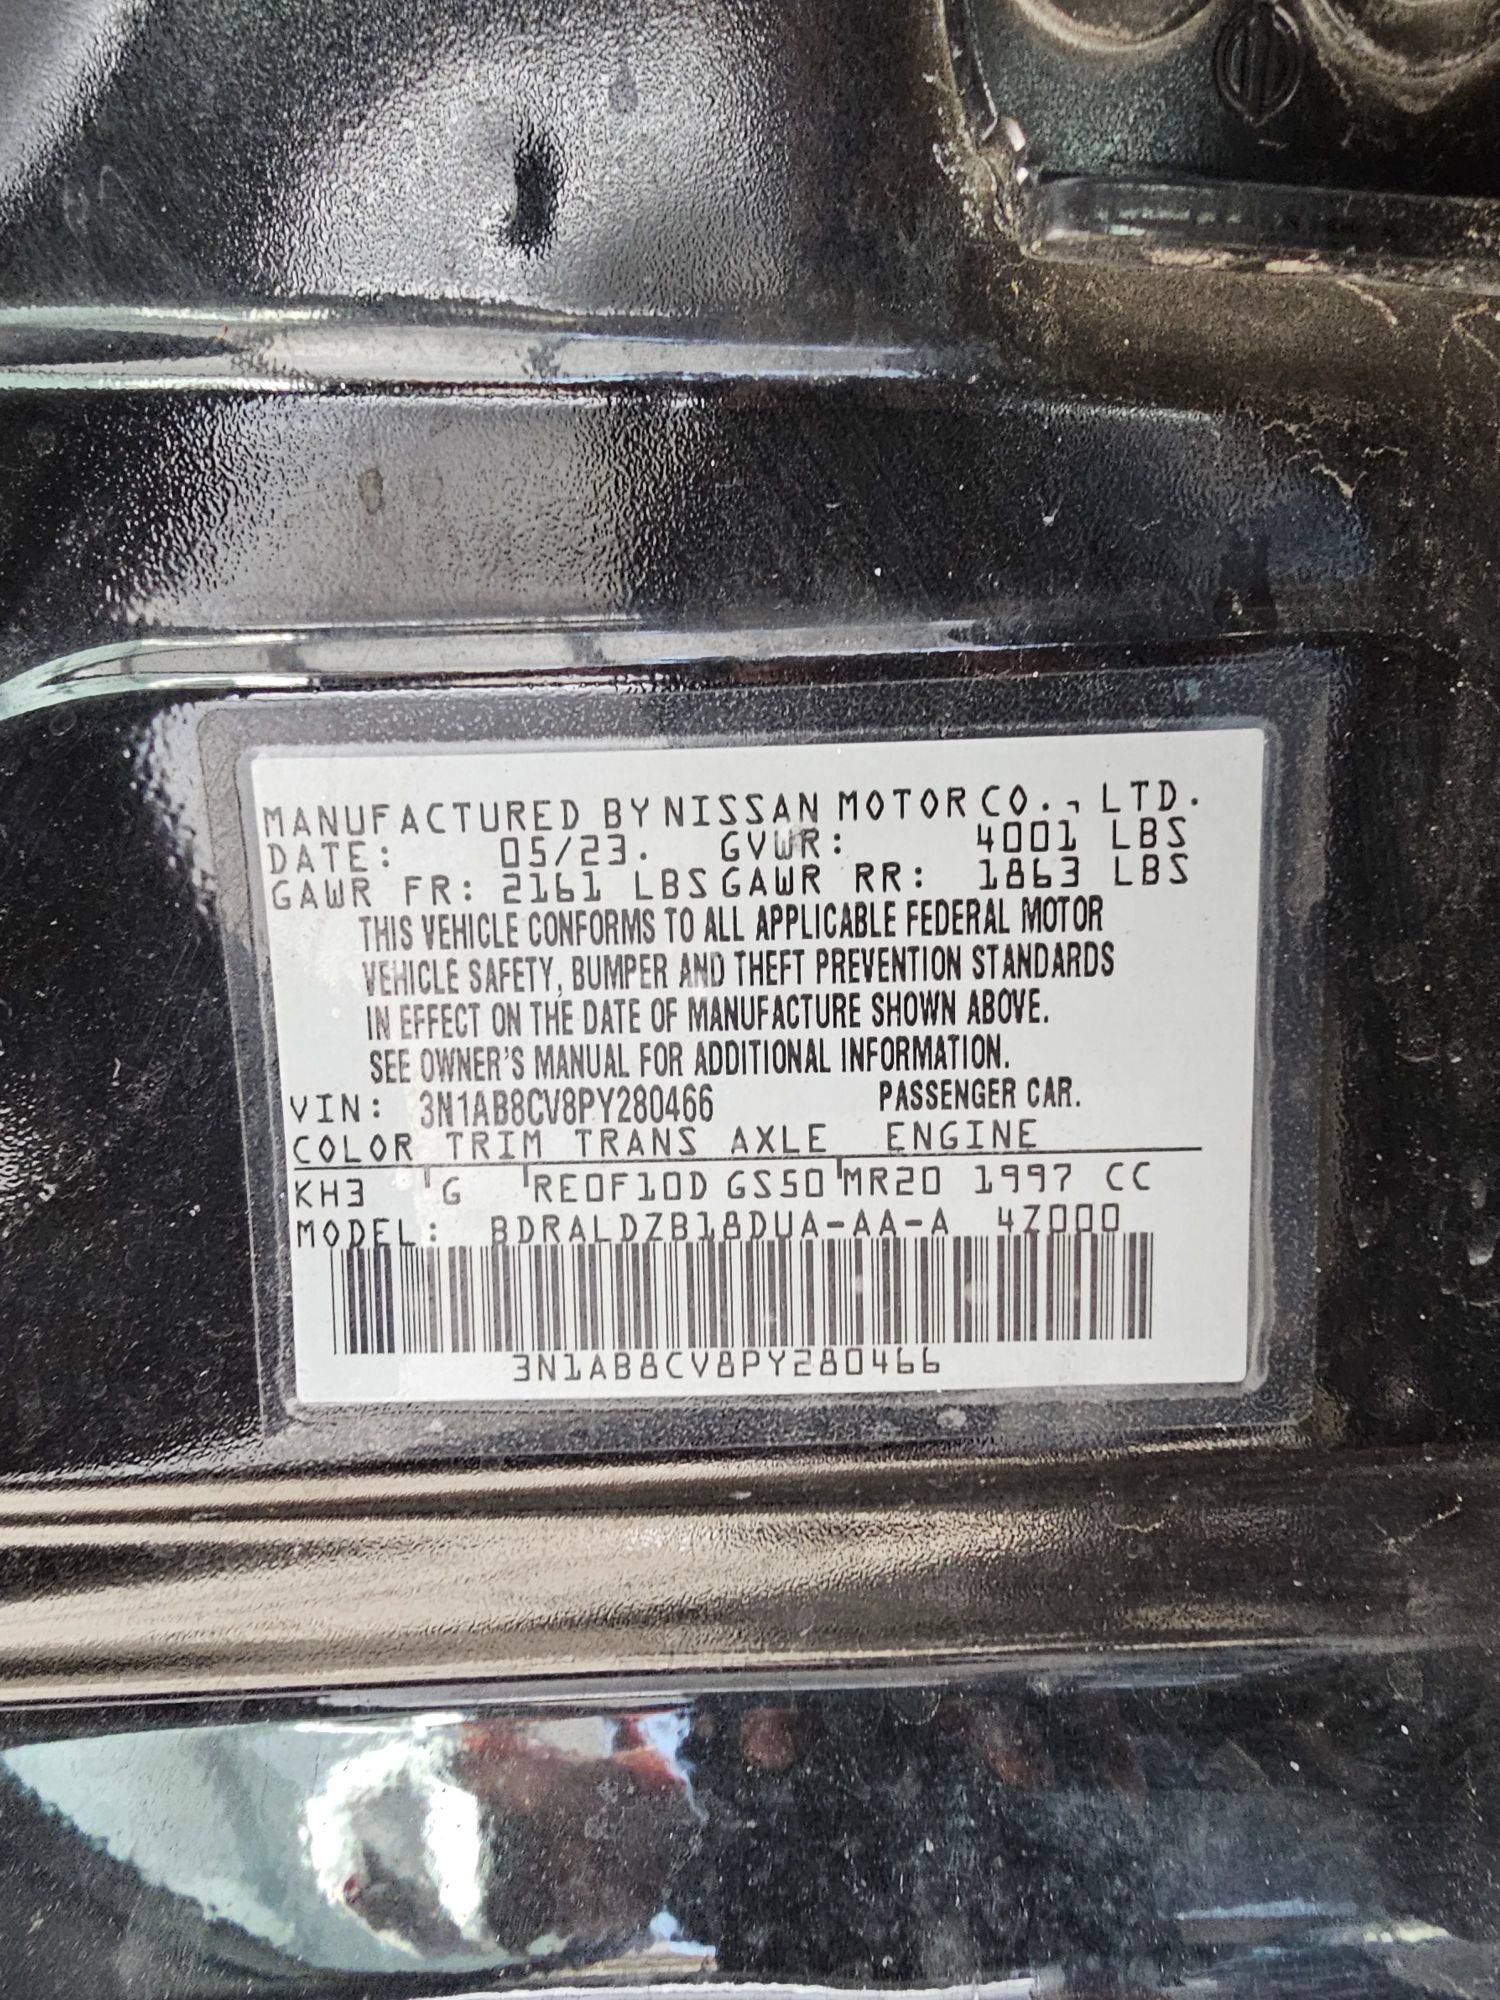 MANUFACTURED BY NISSAN MOTOR CO., LTD.
DATE: 05/23. GVWR: 4001 LBS
GAWR FR: 2161 LBS GAWR RR: 1863 LBS
THIS VEHICLE CONFORMS TO ALL APPLICABLE FEDERAL MOTOR
VEHICLE SAFETY, BUMPER AND THEFT PREVENTION STANDARDS
IN EFFECT ON THE DATE OF MANUFACTURE SHOWN ABOVE.
SEE OWNER'S MANUAL FOR ADDITIONAL INFORMATION.
VIN: 3N1AB8CV8PY280466 PASSENGER CAR.
COLOR TRIM TRANS AXLE ENGINE
KH3 G RE0F10D GS50 MR20 1997 CC
MODEL: BDRALDZB18DUA-AA-A 4Z000
3N1AB8CV8PY280466